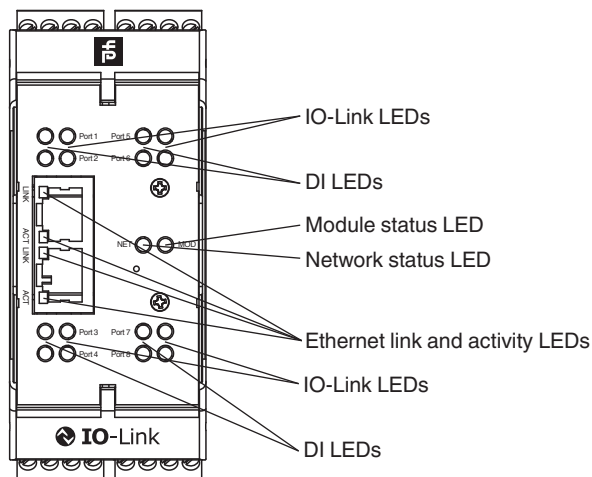 Port 1 Port 5
Port 2 Port 6
LINK
ACT
LINK
ACT
NET MOD
Port 3 Port 7
Port 4 Port 8
IO-Link
IO-Link LEDs
DI LEDs
Module status LED
Network status LED
Ethernet link and activity LEDs
IO-Link LEDs
DI LEDs